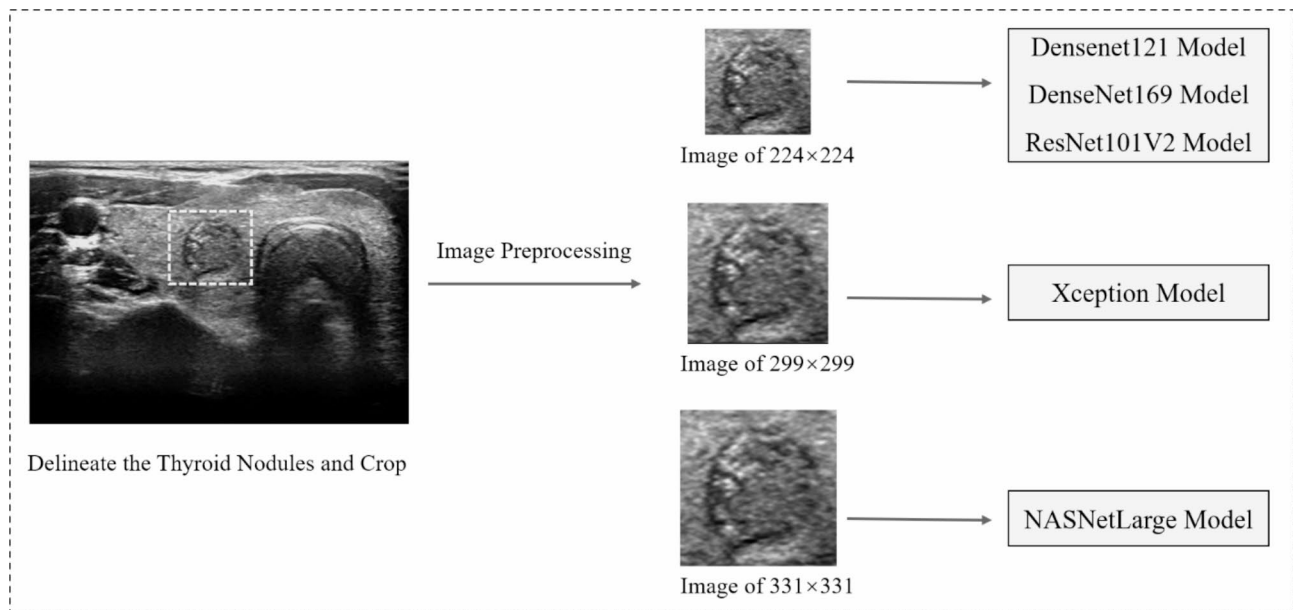 Densenet121 Model
DenseNet169 Model
ResNet101V2 Model
Image of 224×224
Image Preprocessing
Xception Model
Image of 299×299
Delineate the Thyroid Nodules and Crop
NASNetLarge Model
Image of 331×331